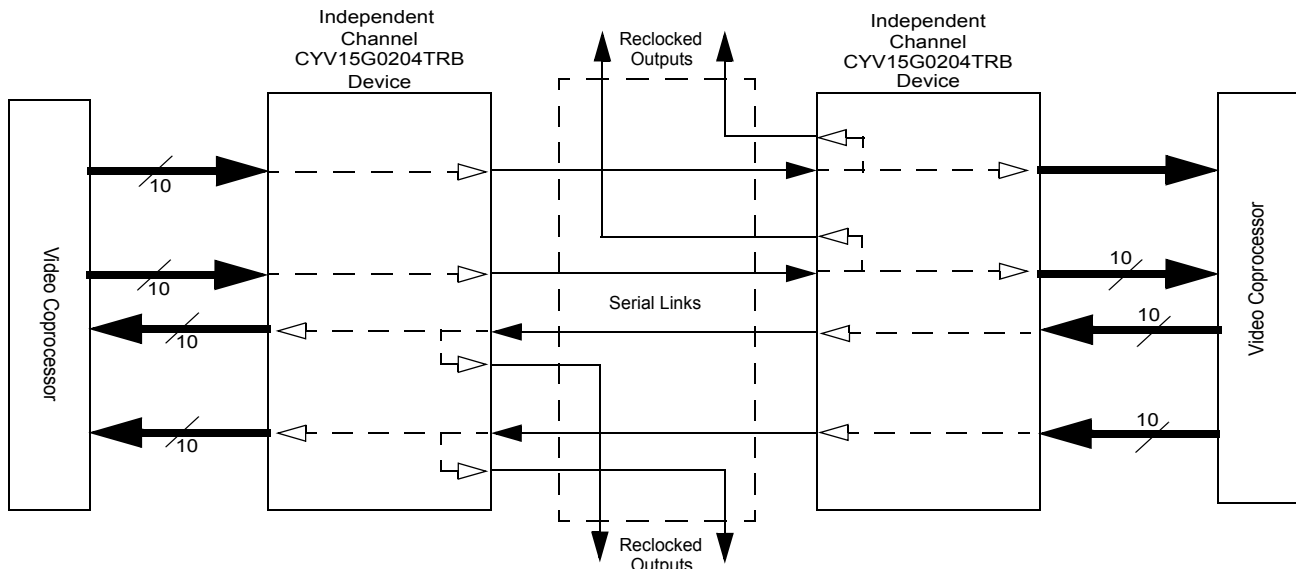 Independent
Channel
CYV15G0204TRB
Device
Reclocked
Outputs
Independent
Channel
CYV15G0204TRB
Device
10
10
10
10
Video Coprocessor
Serial Links
10
10
10
Video Coprocessor
Reclocked
Outputs